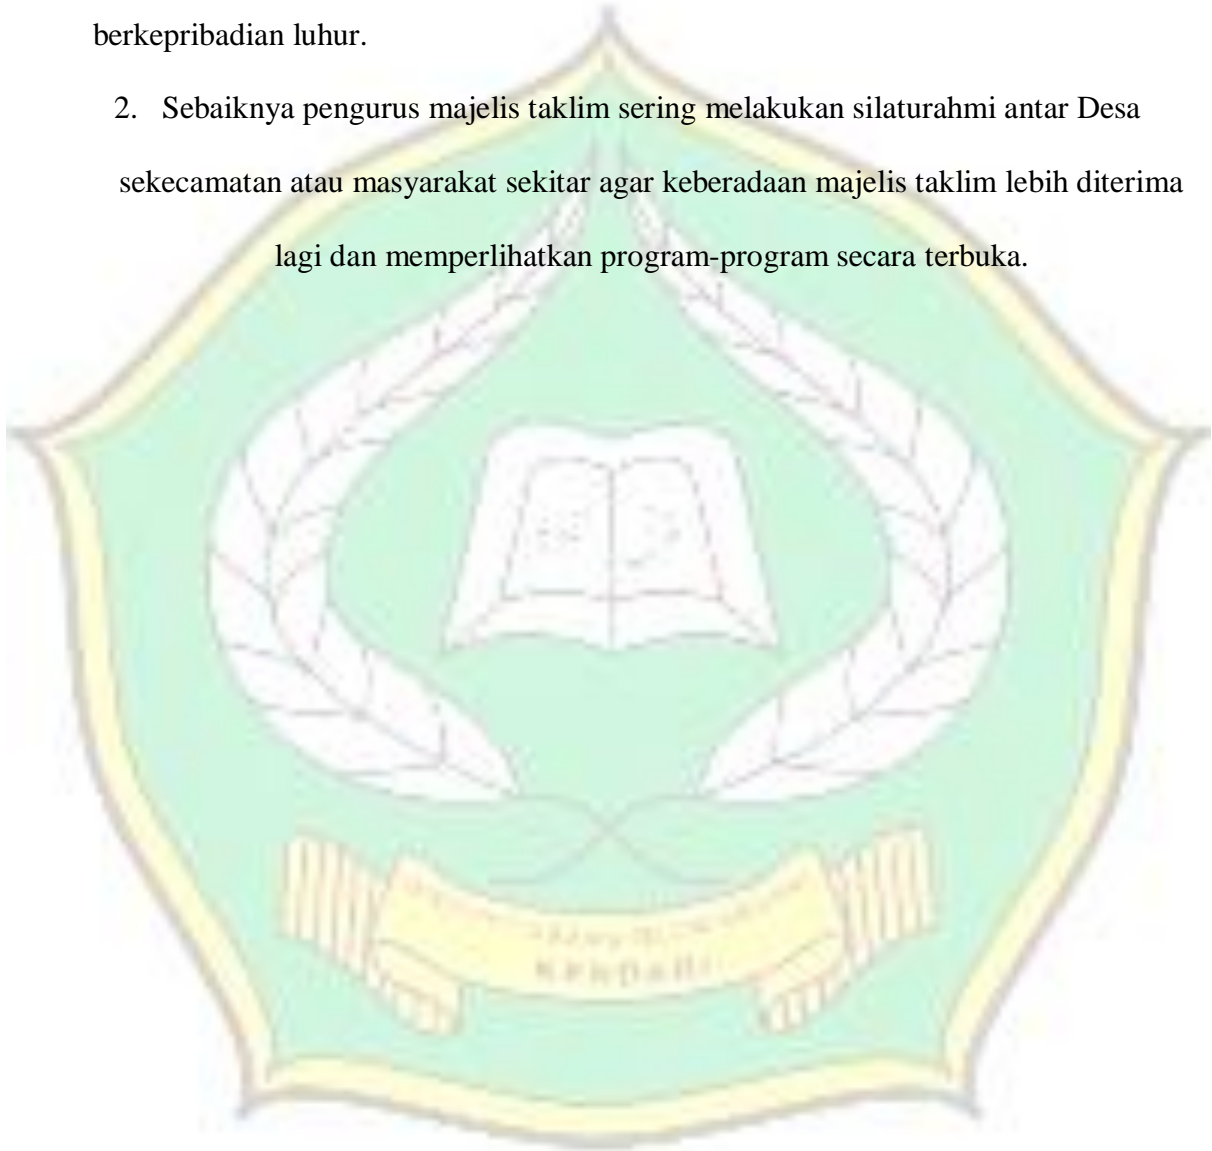 berkepribadian luhur.
2. Sebaiknya pengurus majelis taklim sering melakukan silaturahmi antar Desa
sekecamatan atau masyarakat sekitar agar keberadaan majelis taklim lebih diterima
lagi dan memperlihatkan program-program secara terbuka.
KENDARI